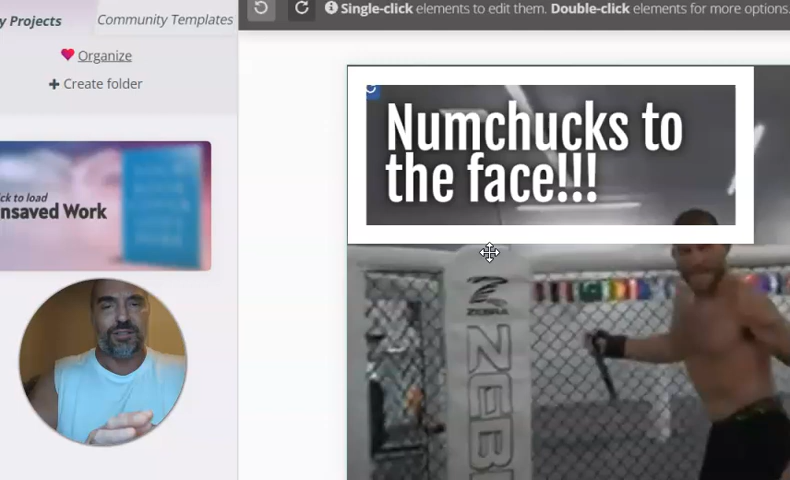 y Projects
Community Templates
Single-click elements to edit them. Double-click elements for more options.
Organize
Create folder
ck to load
nsaved Work
Numchucks to
the face!!!
ZEBRA
ZEB